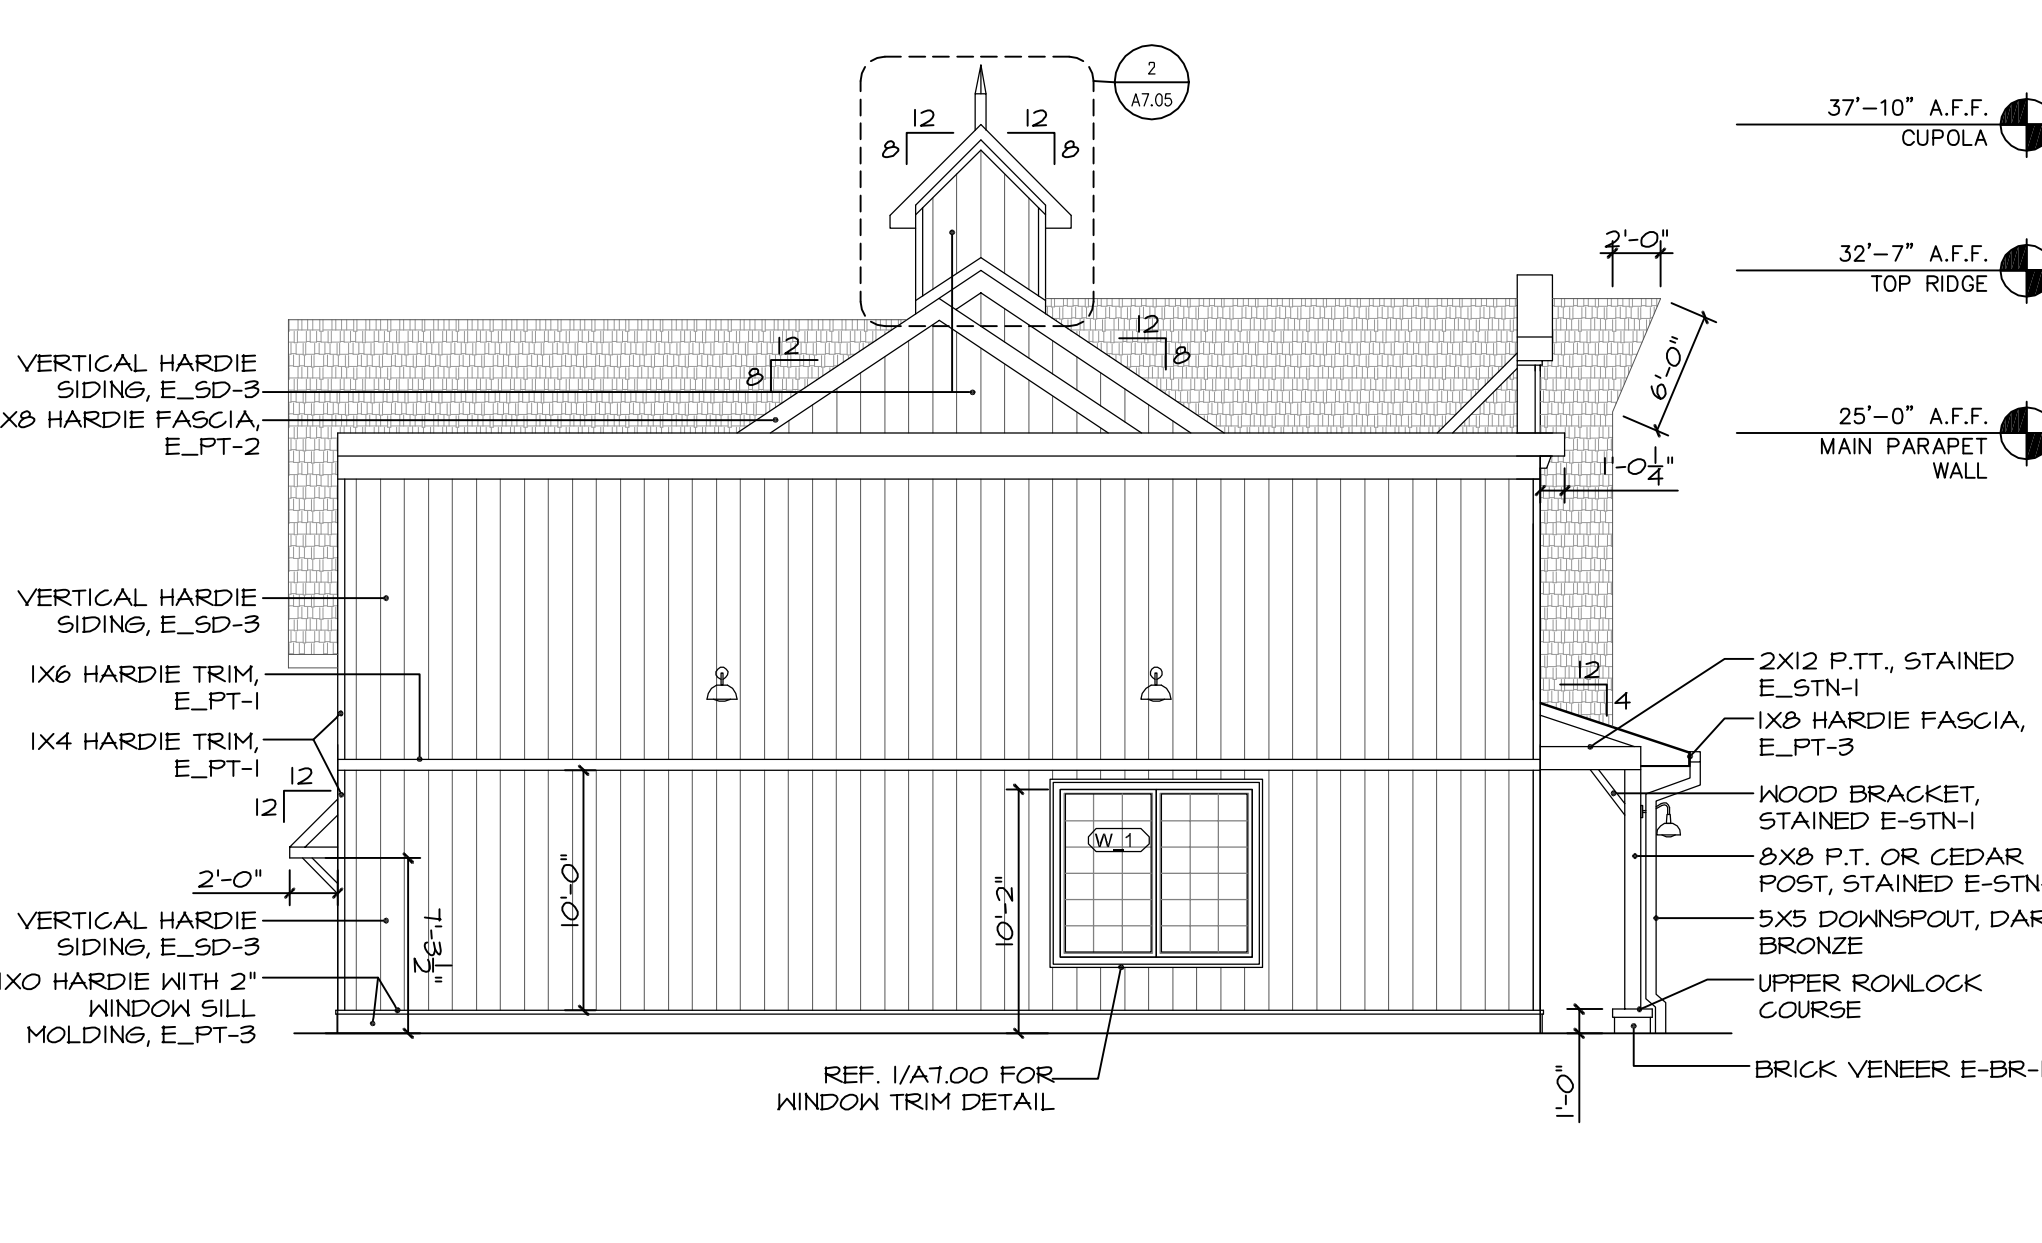 2
A7.05
12
12
8
8
37'-10" A.F.F.
CUPOLA
32'-7" A.F.F.
TOP RIDGE
2'-0"
6'-0"
25'-0" A.F.F.
MAIN PARAPET
WALL
1'-0 1/4"
12
8
12
8
VERTICAL HARDIE
SIDING, E_SD-3
X8 HARDIE FASCIA,
E_PT-2
VERTICAL HARDIE
SIDING, E_SD-3
1X6 HARDIE TRIM,
E_PT-1
1X4 HARDIE TRIM,
E_PT-1
12
12
2'-0"
VERTICAL HARDIE
SIDING, E_SD-3
1X0 HARDIE WITH 2"
WINDOW SILL
MOLDING, E_PT-3
7'-3 1/2"
10'-0"
10'-2"
W_1
REF. 1/A7.00 FOR
WINDOW TRIM DETAIL
12
4
2X12 P.TT., STAINED
E_STN-1
1X8 HARDIE FASCIA,
E_PT-3
WOOD BRACKET,
STAINED E-STN-1
8X8 P.T. OR CEDAR
POST, STAINED E-STN-
5X5 DOWNSPOUT, DAR
BRONZE
UPPER ROWLOCK
COURSE
BRICK VENEER E-BR-1
1'-0"